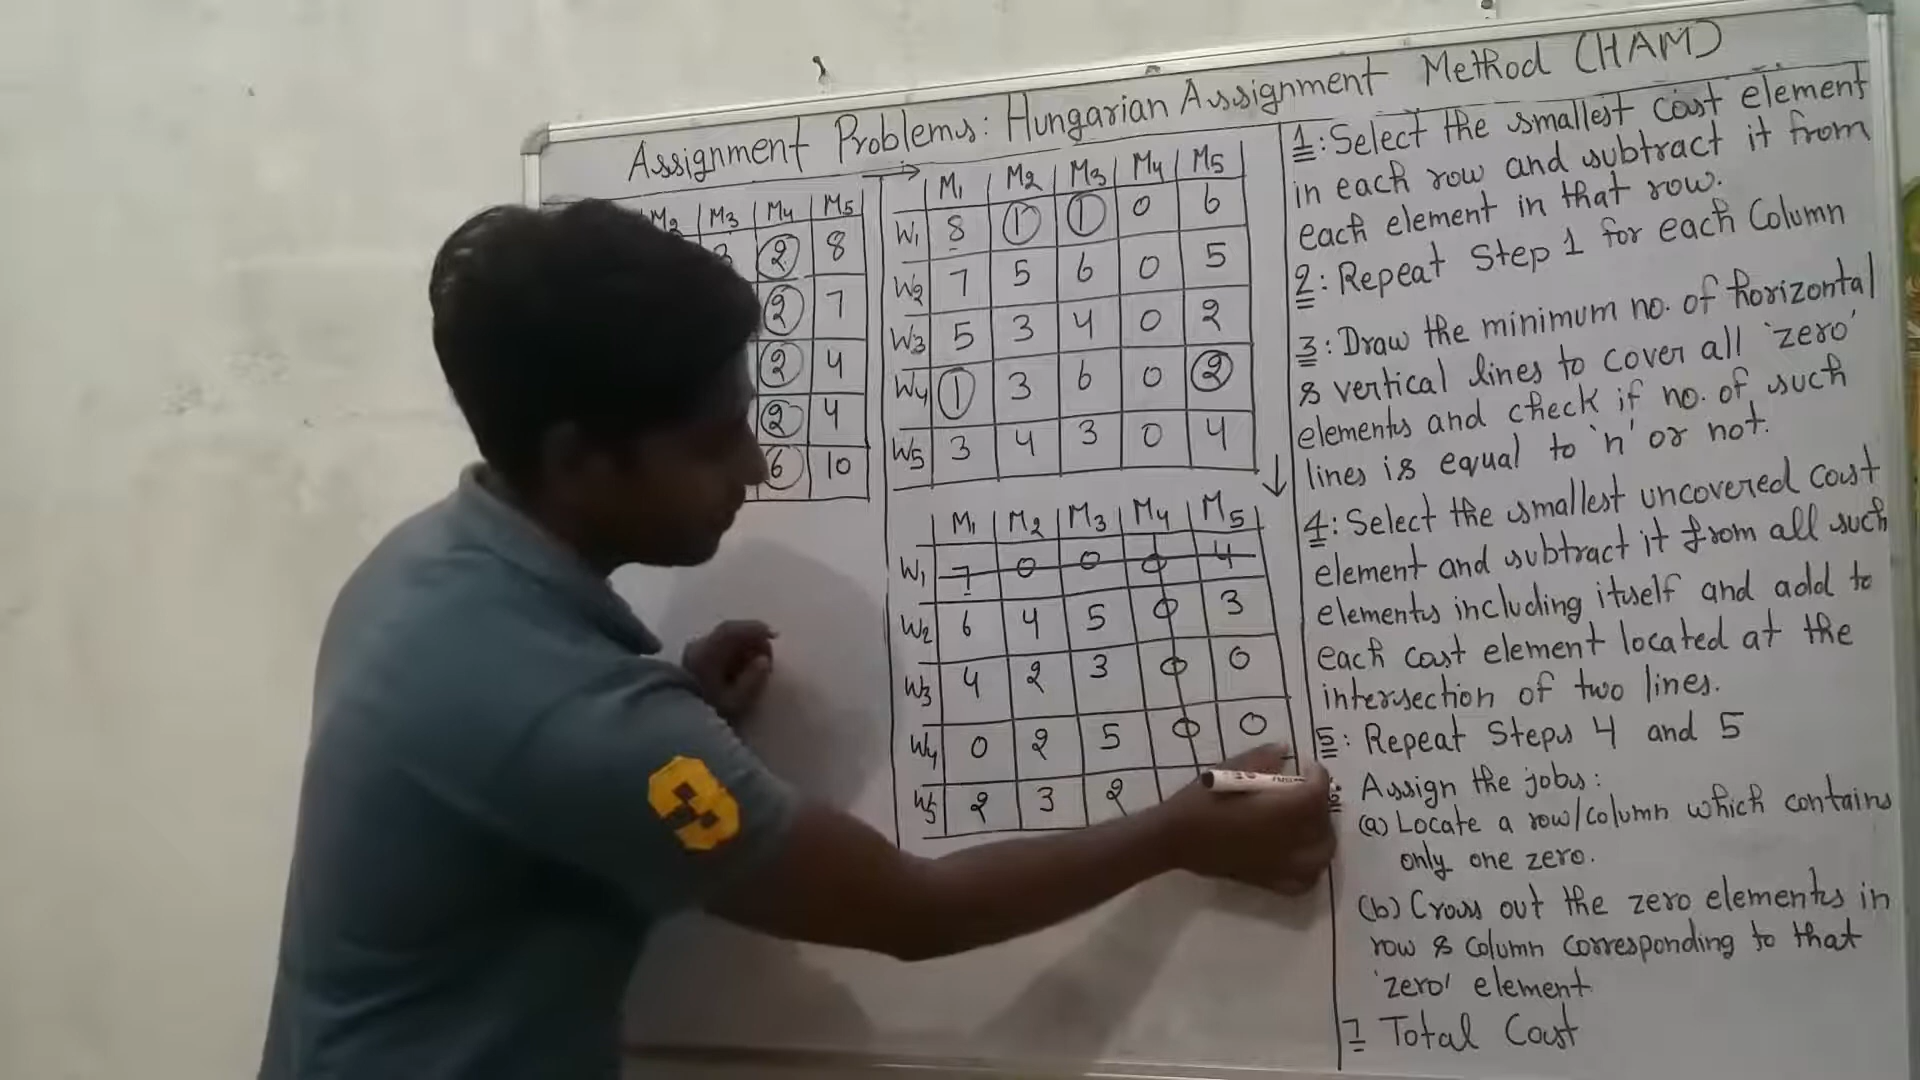 Assignment Problems: Hungarian Assignment Method (HAM)
M2 M3 M4 M5
2 8
2 7
2 4
2 4
6 10
M1 M2 M3 M4 M5
W1 8 1 1 0 6
W2 7 5 6 0 5
W3 5 3 4 0 2
W4 1 3 6 0 2
W5 3 4 3 0 4
M1 M2 M3 M4 M5
W1 7 0 0 0 4
W2 6 4 5 0 3
W3 4 2 3 0 0
W4 0 2 5 0 0
W5 2 3 2
1: Select the smallest cost element
in each row and subtract it from
each element in that row.
2: Repeat Step 1 for each Column
3: Draw the minimum no. of horizontal
& vertical lines to cover all 'zero'
elements and check if no. of such
lines is equal to 'n' or not.
4: Select the smallest uncovered cost
element and subtract it from all such
elements including itself and add to
each cost element located at the
intersection of two lines.
5: Repeat Steps 4 and 5
6: Assign the jobs:
(a) Locate a row/column which contains
only one zero.
(b) Cross out the zero elements in
row & column corresponding to that
'zero' element
7 Total Cost